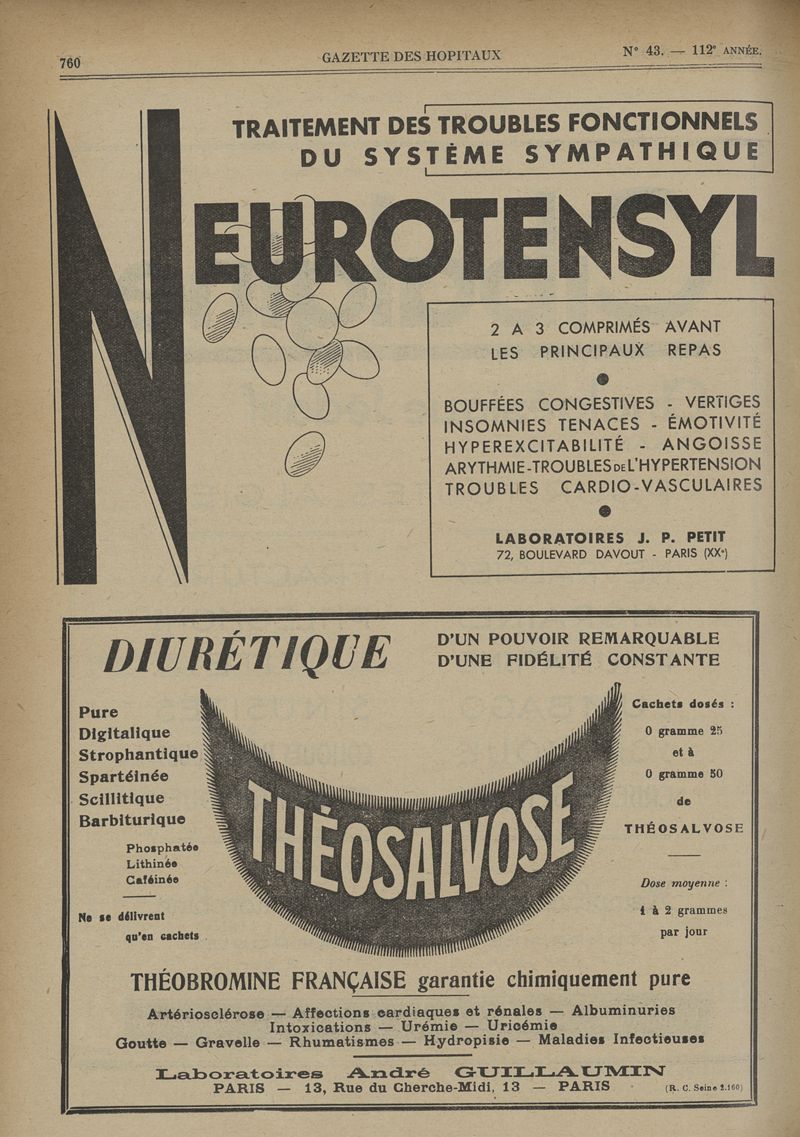 760
GAZETTE DES HOPITAUX
N° 43. — 112e ANNÉE.
TRAITEMENT DES TROUBLES FONCTIONNELS
DU SYSTÈME SYMPATHIQUE
NEUROTENSYL
2 A 3 COMPRIMÉS AVANT
LES PRINCIPAUX REPAS
BOUFFÉES CONGESTIVES - VERTIGES
INSOMNIES TENACES - ÉMOTIVITÉ
HYPEREXCITABILITÉ - ANGOISSE
ARYTHMIE-TROUBLES DE L'HYPERTENSION
TROUBLES CARDIO-VASCULAIRES
LABORATOIRES J. P. PETIT
72, BOULEVARD DAVOUT - PARIS (XXe)
DIURÉTIQUE
D'UN POUVOIR REMARQUABLE
D'UNE FIDÉLITÉ CONSTANTE
Pure
Digitalique
Strophantique
Spartéinée
Scillitique
Barbiturique
Phosphatée
Lithinée
Caféinée
Ne se délivrent
qu'en cachets
THÉOSALVOSE
Cachets dosés :
0 gramme 25
et à
0 gramme 50
de
THÉOSALVOSE
Dose moyenne :
1 à 2 grammes
par jour
THÉOBROMINE FRANÇAISE garantie chimiquement pure
Artériosclérose — Affections cardiaques et rénales — Albuminuries
Intoxications — Urémie — Uricémie
Goutte — Gravelle — Rhumatismes — Hydropisie — Maladies Infectieuses
Laboratoires André GUILLAUMIN
PARIS — 13, Rue du Cherche-Midi, 13 — PARIS
(R. C. Seine 2.160)